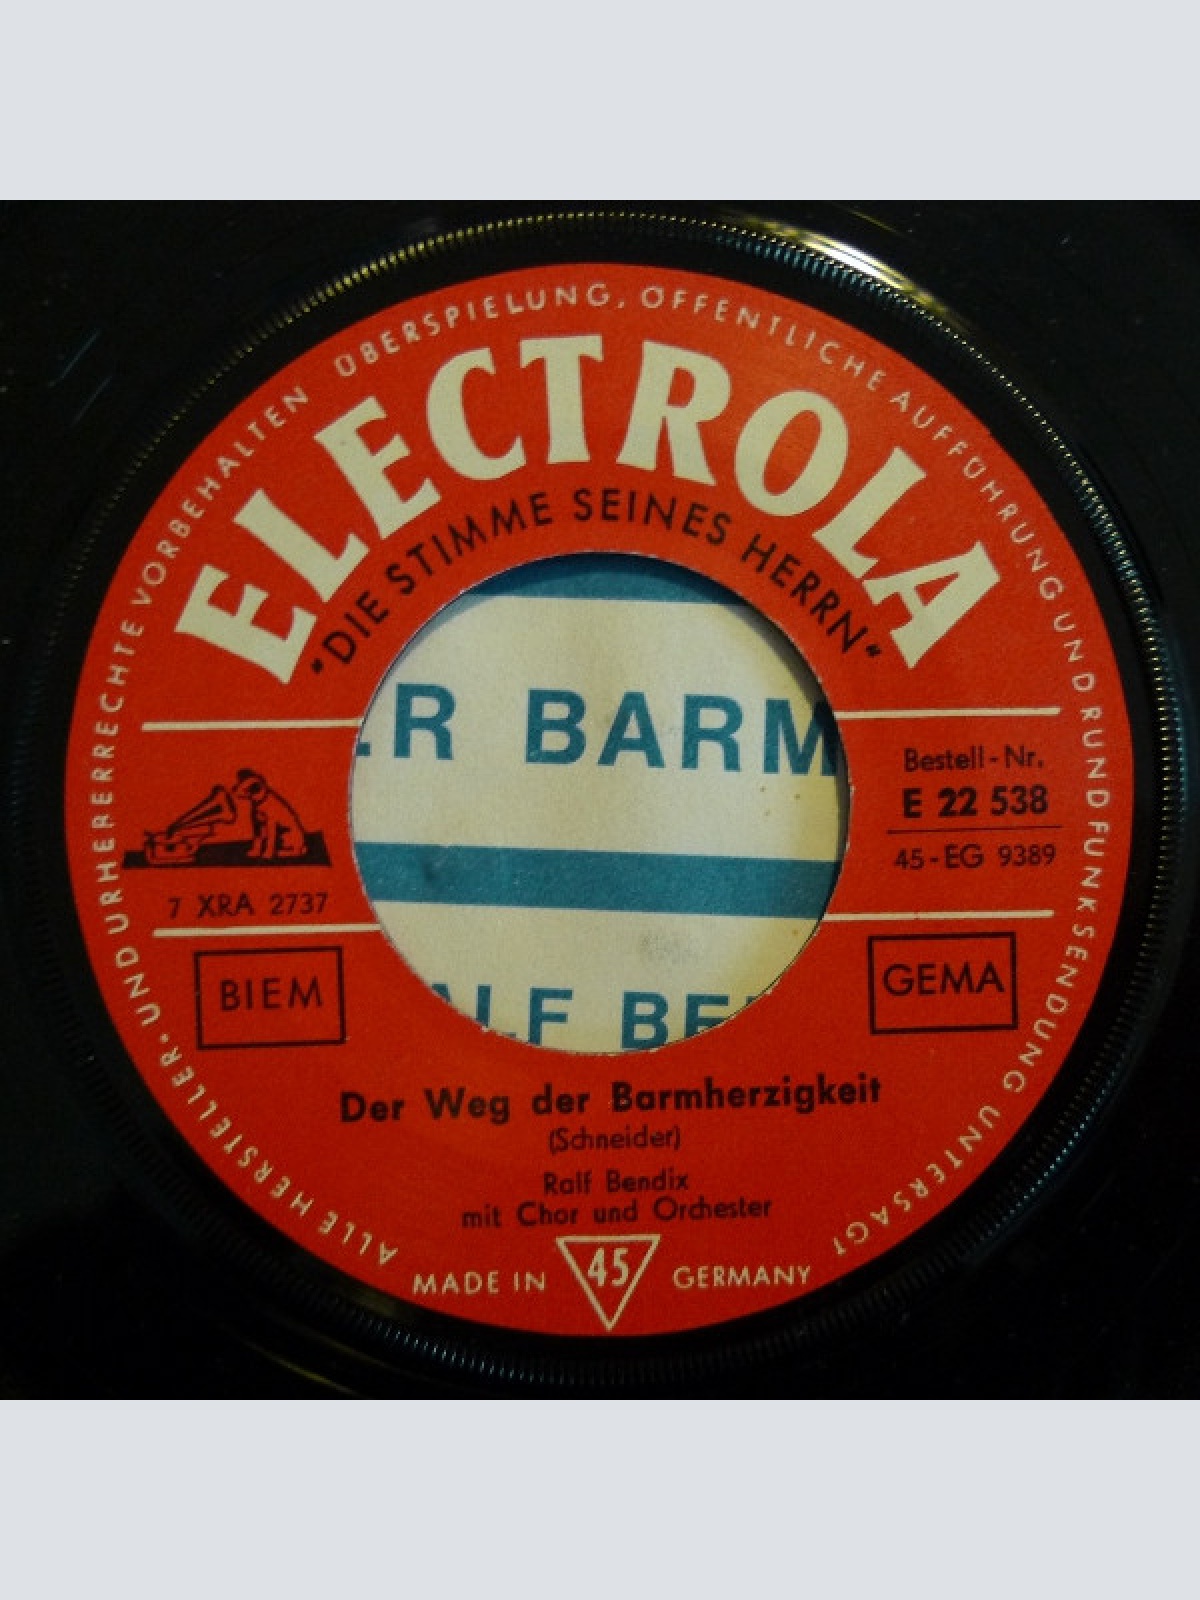 ALLE HERSTELLER- UND URHEBERRECHTE VORBEHALTEN ÜBERSPIELUNG, ÖFFENTLICHE AUFFÜHRUNG UND RUNDFUNKSENDUNG UNTERSAGT
ELECTROLA
"DIE STIMME SEINES HERRN"
R BARM
LF BE
7 XRA 2737
BIEM
Bestell-Nr.
E 22 538
45-EG 9389
GEMA
Der Weg der Barmherzigkeit
(Schneider)
Ralf Bendix
mit Chor und Orchester
MADE IN 45 GERMANY